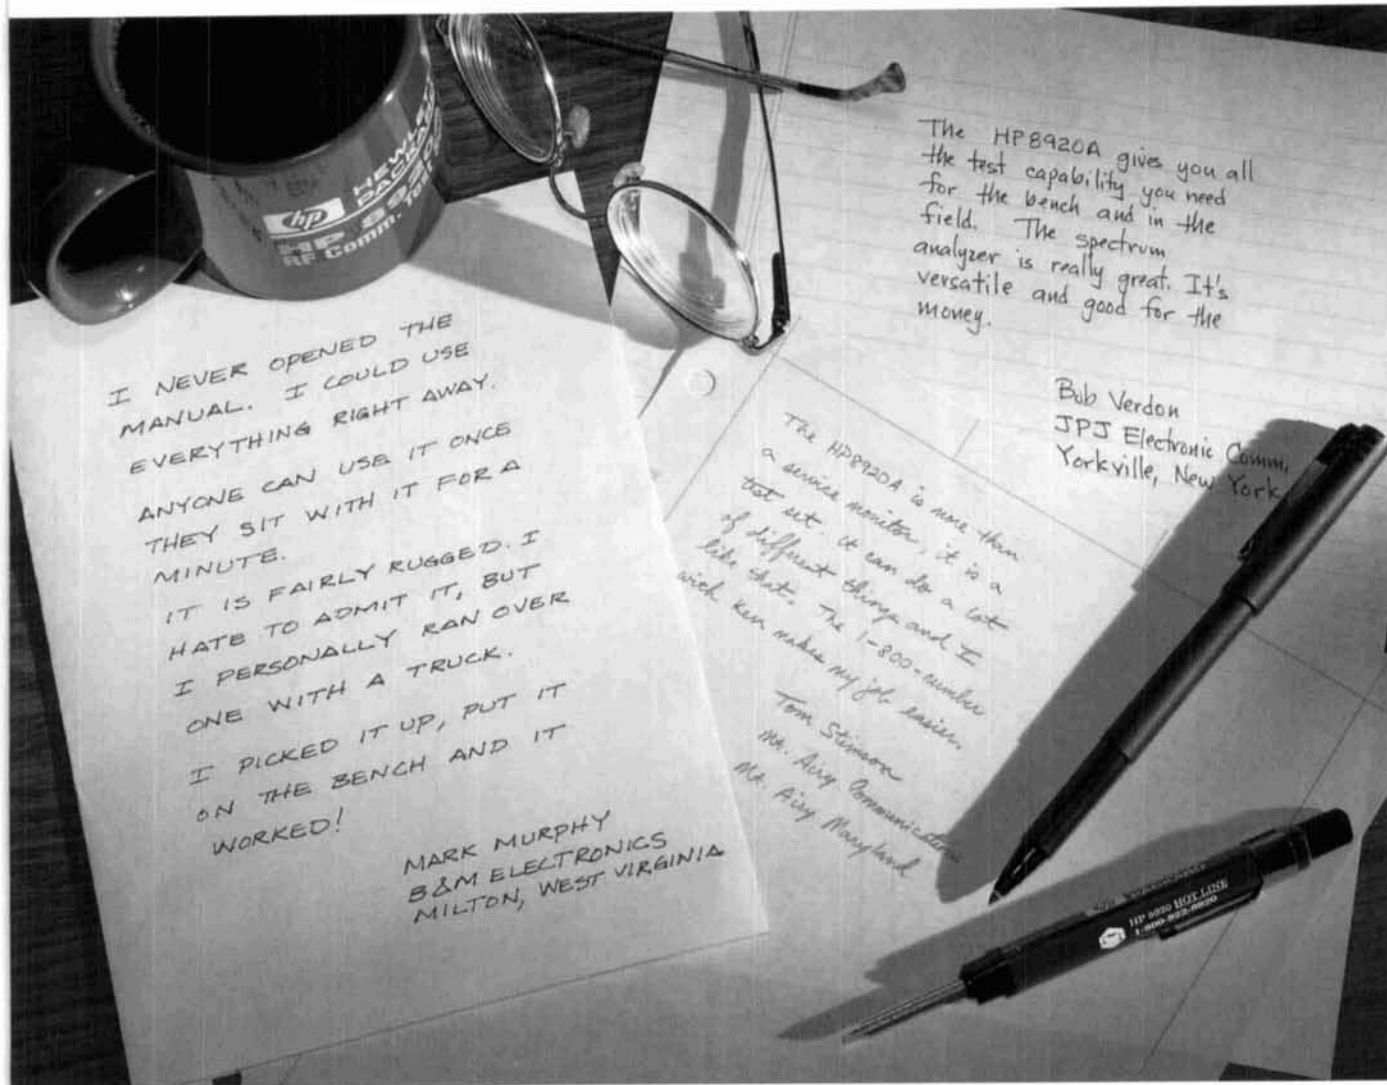 HEWLE
PACKA
hp
HP 892
RF Comm. Te
The HP8920A gives you all
the test capability you need
for the bench and in the
field. The spectrum
analyzer is really great. It's
versatile and good for the
money.
Bob Verdon
JPJ Electronic Comm.
Yorkville, New York
I NEVER OPENED THE
MANUAL. I COULD USE
EVERYTHING RIGHT AWAY.
ANYONE CAN USE IT ONCE
THEY SIT WITH IT FOR A
MINUTE.
IT IS FAIRLY RUGGED. I
HATE TO ADMIT IT, BUT
I PERSONALLY RAN OVER
ONE WITH A TRUCK.
I PICKED IT UP, PUT IT
ON THE BENCH AND IT
WORKED!
MARK MURPHY
B&M ELECTRONICS
MILTON, WEST VIRGINIA
The HP8920A is more than
a service monitor, it is a
test set. It can do a lot
of different things and I
like that. The 1-800-number
with Ken makes my job easier.
Tom Stimson
Mt. Airy Communications
Mt. Airy Maryland
HP 8920 HOT LINE
1-800-922-8920